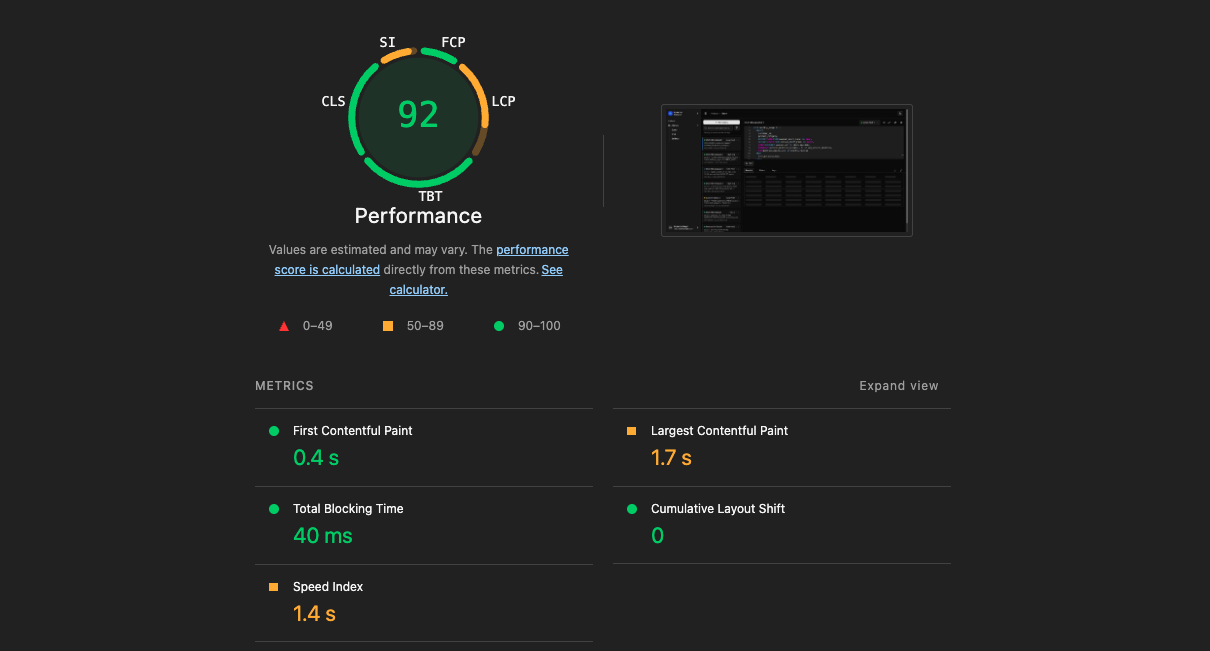 SI
FCP
CLS
LCP
92
TBT
Performance
Values are estimated and may vary. The performance
score is calculated directly from these metrics. See
calculator.
0–49
50–89
90–100
METRICS
Expand view
First Contentful Paint
0.4 s
Largest Contentful Paint
1.7 s
Total Blocking Time
40 ms
Cumulative Layout Shift
0
Speed Index
1.4 s